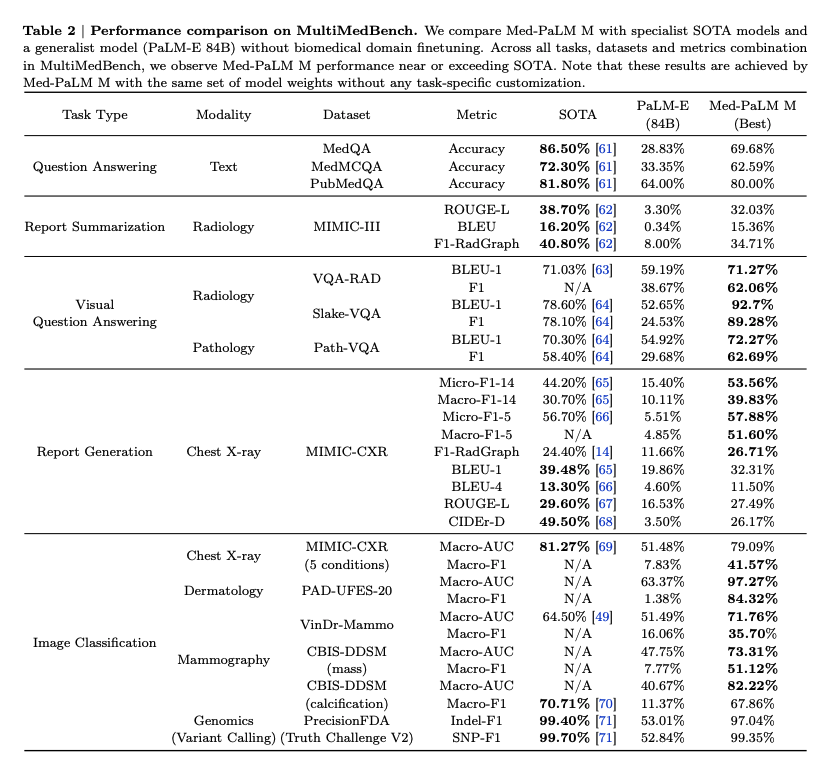 Table 2 | Performance comparison on MultiMedBench. We compare Med-PaLM M with specialist SOTA models and
a generalist model (PaLM-E 84B) without biomedical domain finetuning. Across all tasks, datasets and metrics combination
in MultiMedBench, we observe Med-PaLM M performance near or exceeding SOTA. Note that these results are achieved by
Med-PaLM M with the same set of model weights without any task-specific customization.
Task Type Modality Dataset Metric SOTA PaLM-E (84B) Med-PaLM M (Best)
MedQA Accuracy 86.50% [61] 28.83% 69.68%
Question Answering Text MedMCQA Accuracy 72.30% [61] 33.35% 62.59%
PubMedQA Accuracy 81.80% [61] 64.00% 80.00%
ROUGE-L 38.70% [62] 3.30% 32.03%
Report Summarization Radiology MIMIC-III BLEU 16.20% [62] 0.34% 15.36%
F1-RadGraph 40.80% [62] 8.00% 34.71%
Visual Question Answering Radiology VQA-RAD BLEU-1 71.03% [63] 59.19% 71.27%
F1 N/A 38.67% 62.06%
Slake-VQA BLEU-1 78.60% [64] 52.65% 92.7%
F1 78.10% [64] 24.53% 89.28%
Pathology Path-VQA BLEU-1 70.30% [64] 54.92% 72.27%
F1 58.40% [64] 29.68% 62.69%
Micro-F1-14 44.20% [65] 15.40% 53.56%
Macro-F1-14 30.70% [65] 10.11% 39.83%
Micro-F1-5 56.70% [66] 5.51% 57.88%
Macro-F1-5 N/A 4.85% 51.60%
Report Generation Chest X-ray MIMIC-CXR F1-RadGraph 24.40% [14] 11.66% 26.71%
BLEU-1 39.48% [65] 19.86% 32.31%
BLEU-4 13.30% [66] 4.60% 11.50%
ROUGE-L 29.60% [67] 16.53% 27.49%
CIDEr-D 49.50% [68] 3.50% 26.17%
Image Classification Chest X-ray MIMIC-CXR Macro-AUC 81.27% [69] 51.48% 79.09%
(5 conditions) Macro-F1 N/A 7.83% 41.57%
Dermatology PAD-UFES-20 Macro-AUC N/A 63.37% 97.27%
Macro-F1 N/A 1.38% 84.32%
Mammography VinDr-Mammo Macro-AUC 64.50% [49] 51.49% 71.76%
Macro-F1 N/A 16.06% 35.70%
CBIS-DDSM Macro-AUC N/A 47.75% 73.31%
(mass) Macro-F1 N/A 7.77% 51.12%
CBIS-DDSM Macro-AUC N/A 40.67% 82.22%
(calcification) Macro-F1 70.71% [70] 11.37% 67.86%
Genomics PrecisionFDA Indel-F1 99.40% [71] 53.01% 97.04%
(Variant Calling) (Truth Challenge V2) SNP-F1 99.70% [71] 52.84% 99.35%